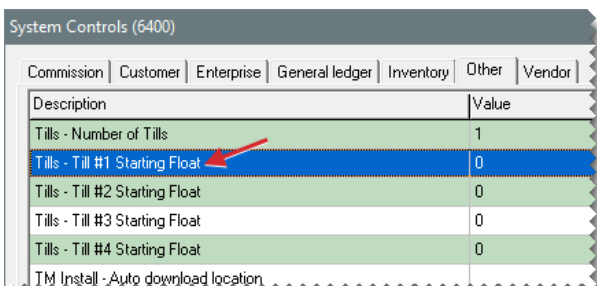 System Controls (6400)
Commission Customer Enterprise General ledger Inventory Other Vendor
Description Value
Tills - Number of Tills 1
Tills - Till #1 Starting Float 0
Tills - Till #2 Starting Float 0
Tills - Till #3 Starting Float 0
Tills - Till #4 Starting Float 0
TM Install - Auto download location